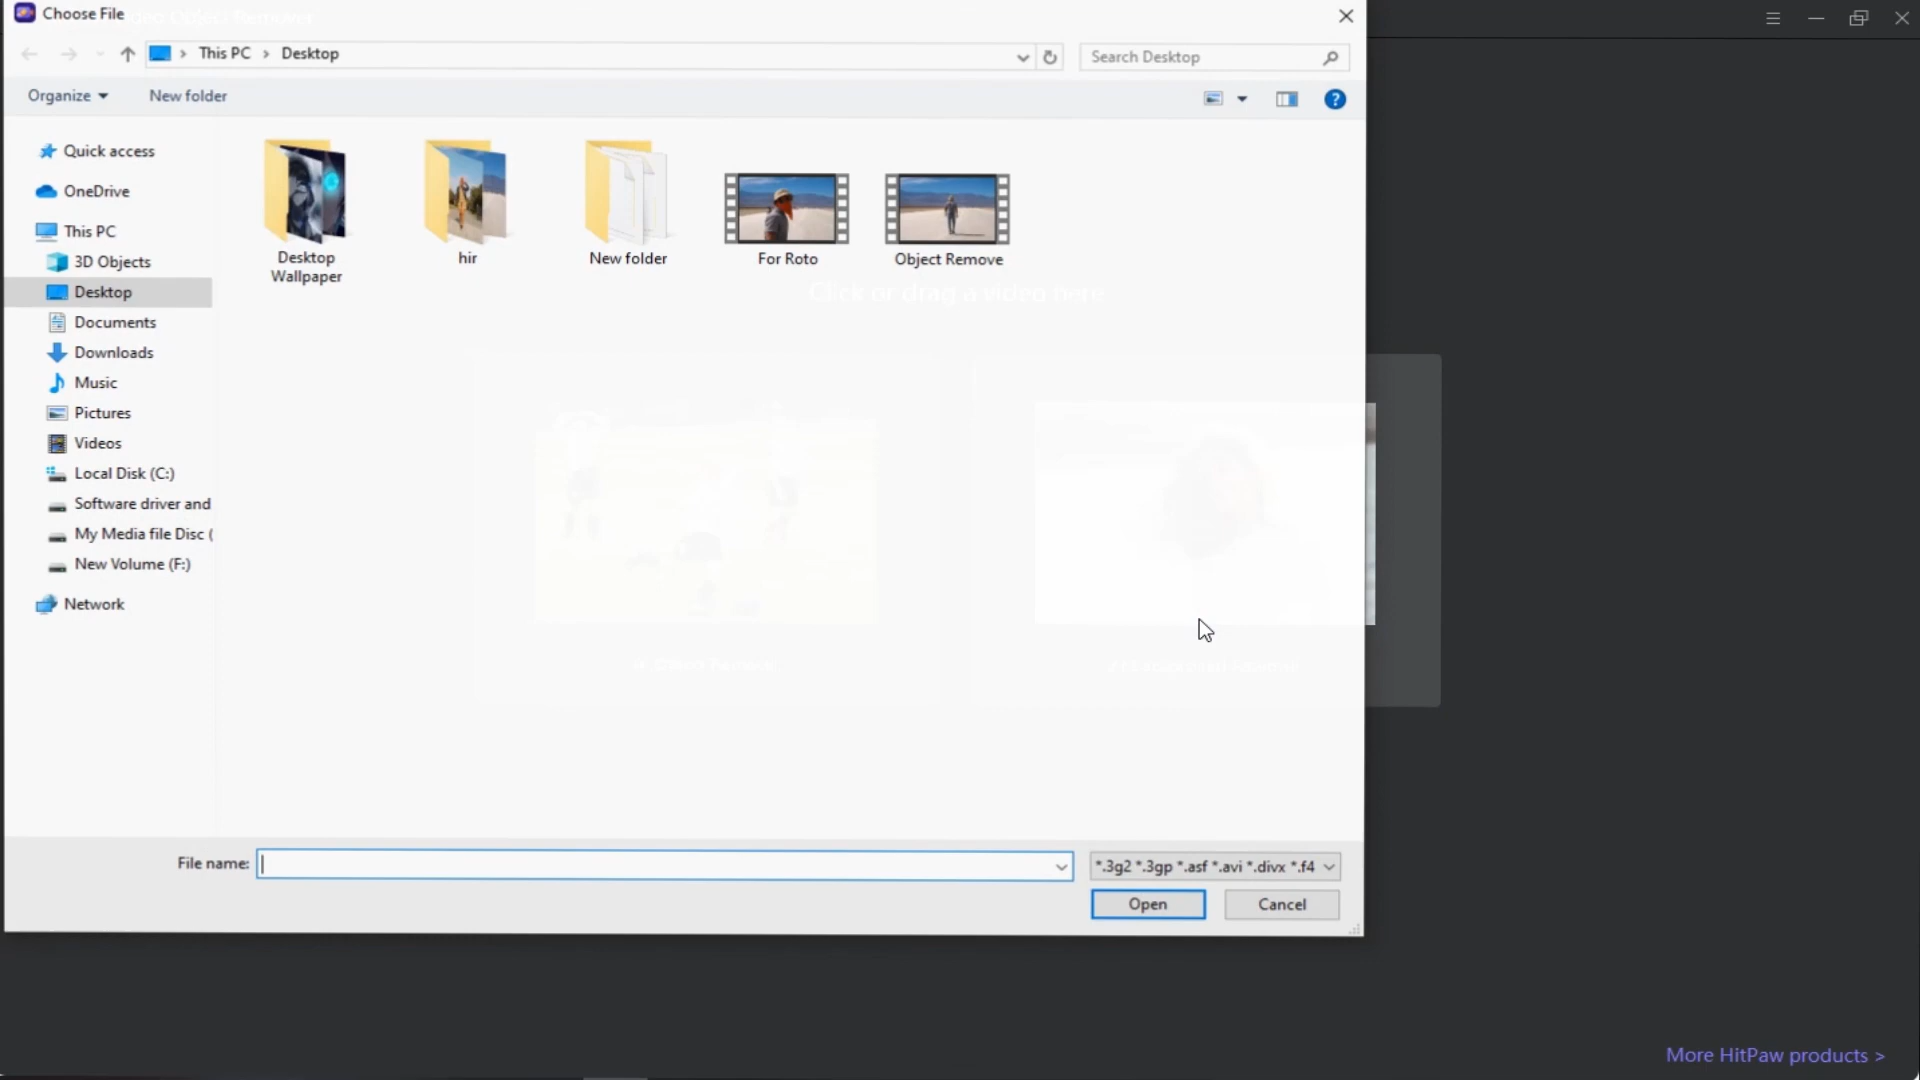 Choose File
Video Object Remover
This PC
Desktop
Search Desktop
Organize
New folder
Quick access
OneDrive
This PC
3D Objects
Desktop
Documents
Downloads
Music
Pictures
Videos
Local Disk (C:)
Software driver and
My Media file Disc (
New Volume (F:)
Network
Desktop
Wallpaper
hir
New folder
For Roto
Object Remove
Click or drag a video here
File name:
*.3g2 *.3gp *.asf *.avi *.divx *.f4
Open
Cancel
More HitPaw products >